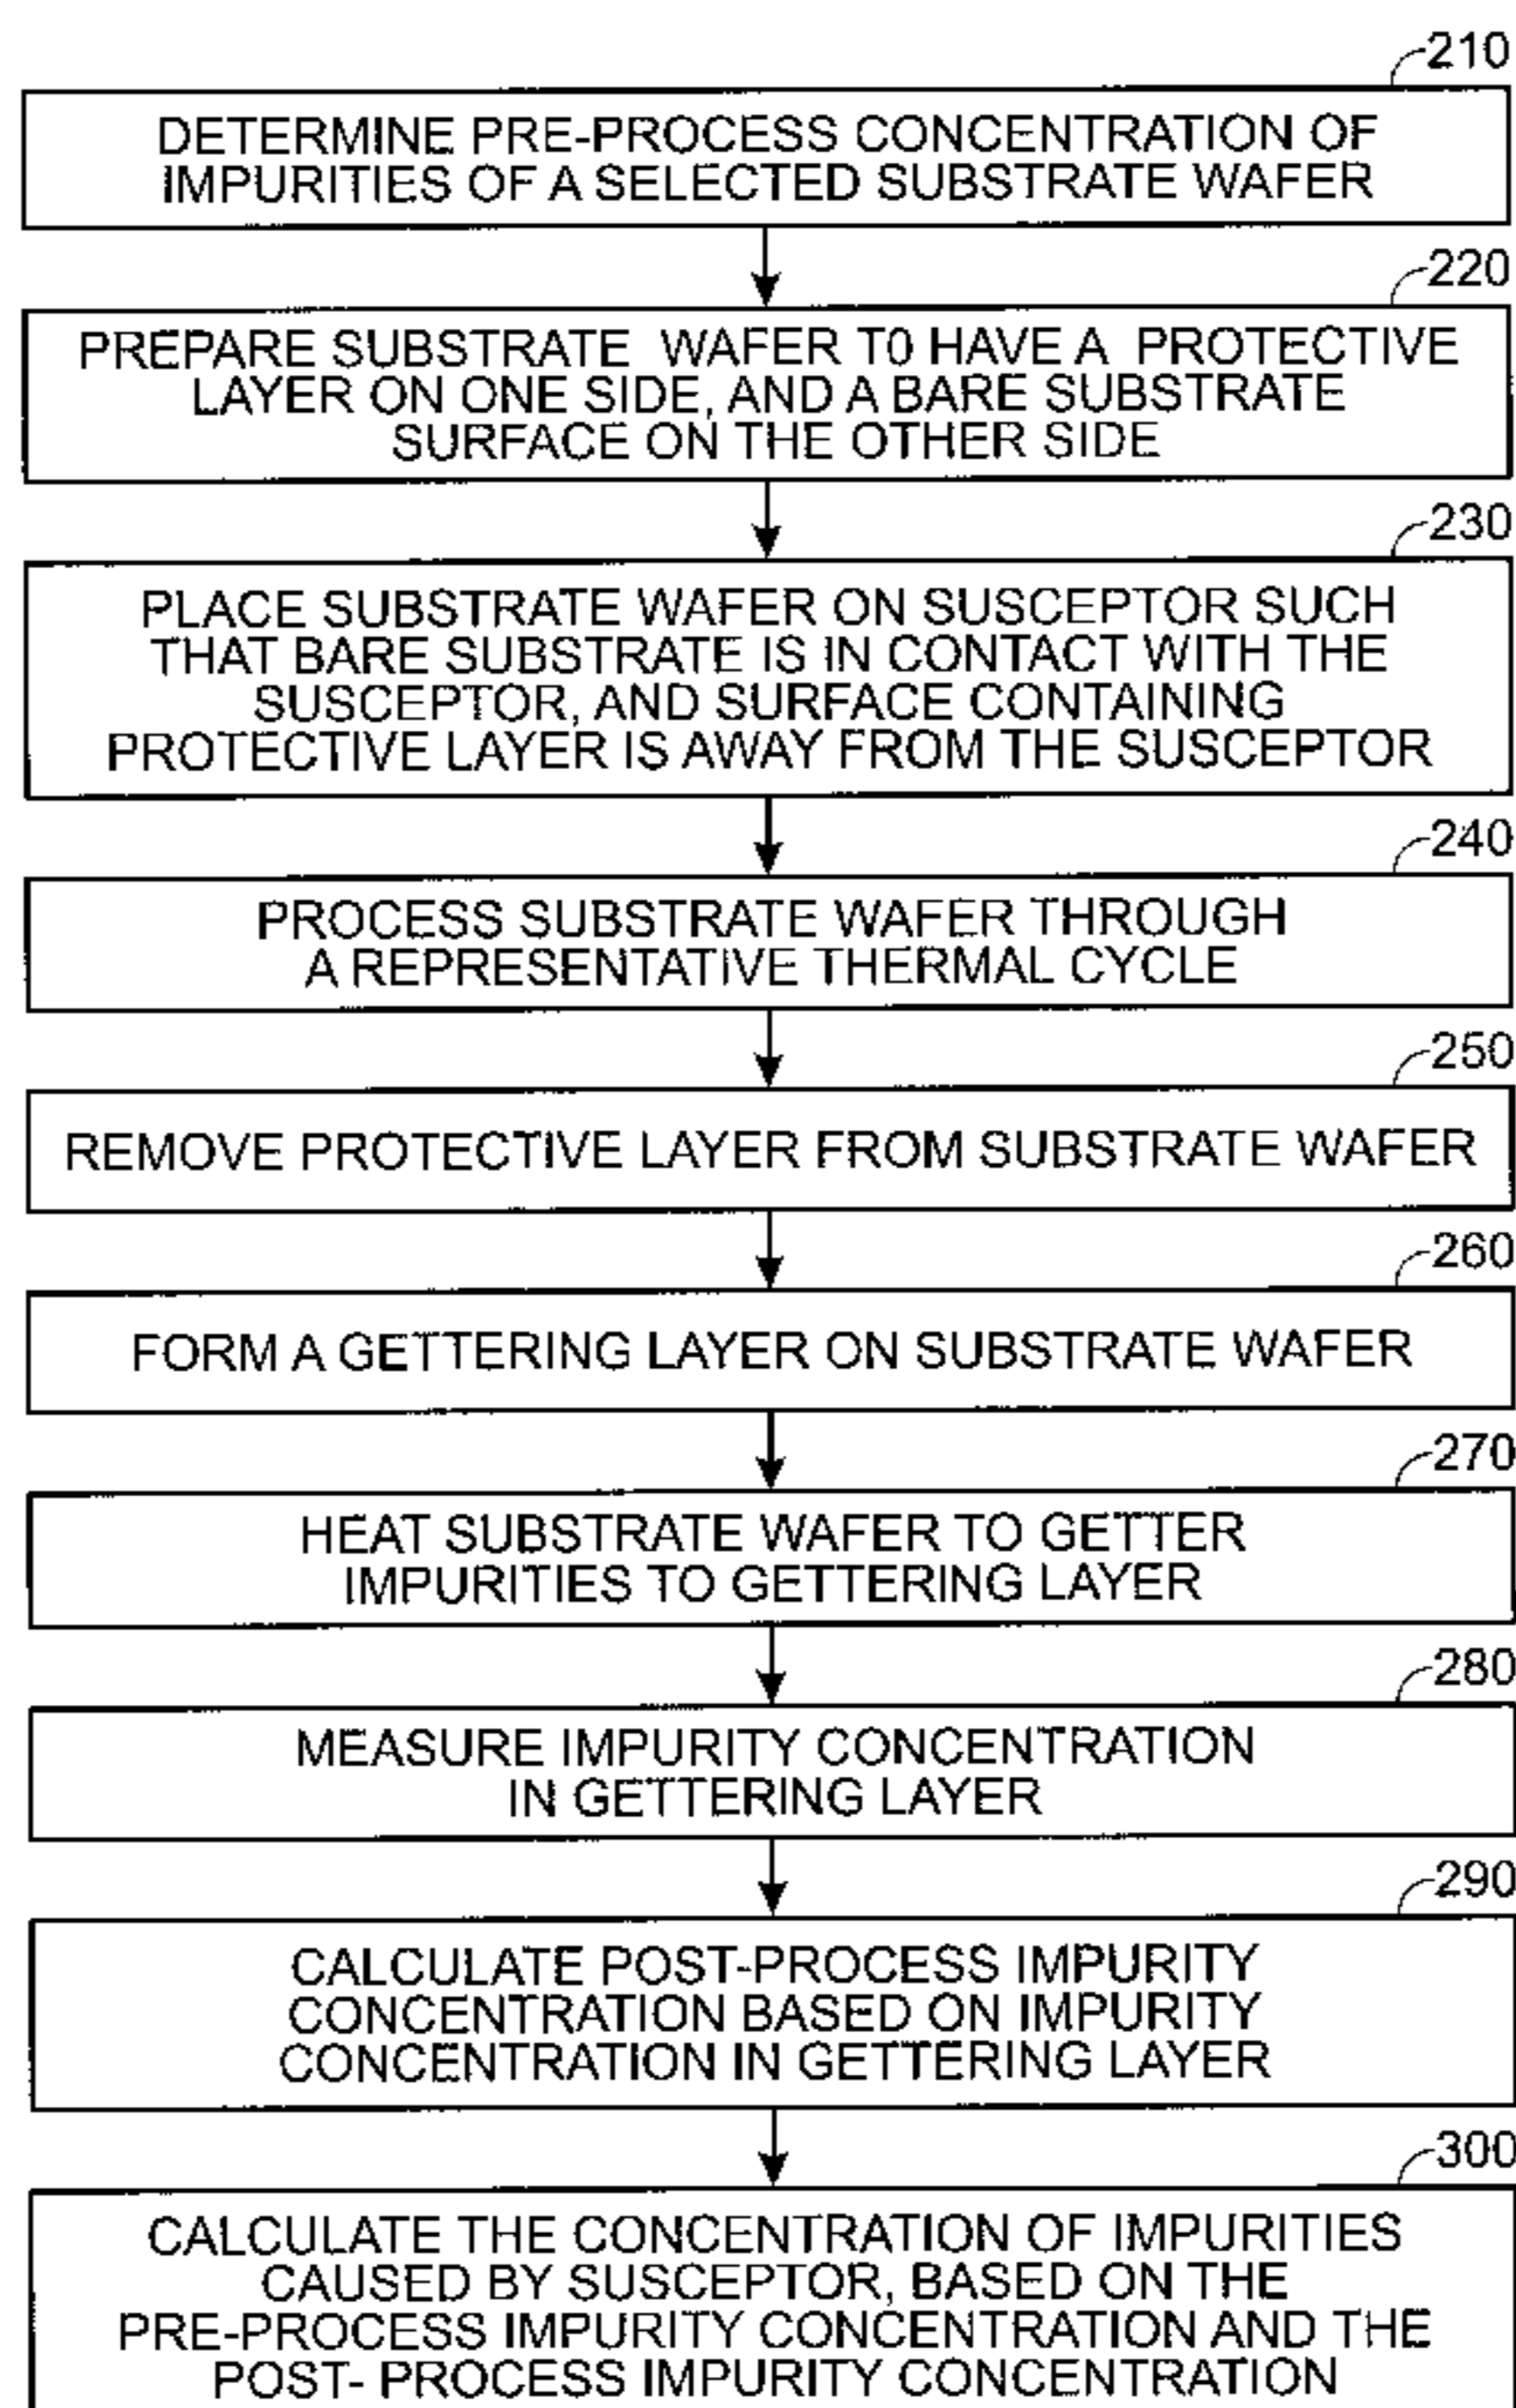 210
DETERMINE PRE-PROCESS CONCENTRATION OF
IMPURITIES OF A SELECTED SUBSTRATE WAFER
220
PREPARE SUBSTRATE WAFER T0 HAVE A PROTECTIVE
LAYER ON ONE SIDE, AND A BARE SUBSTRATE
SURFACE ON THE OTHER SIDE
230
PLACE SUBSTRATE WAFER ON SUSCEPTOR SUCH
THAT BARE SUBSTRATE IS IN CONTACT WITH THE
SUSCEPTOR, AND SURFACE CONTAINING
PROTECTIVE LAYER IS AWAY FROM THE SUSCEPTOR
240
PROCESS SUBSTRATE WAFER THROUGH
A REPRESENTATIVE THERMAL CYCLE
250
REMOVE PROTECTIVE LAYER FROM SUBSTRATE WAFER
260
FORM A GETTERING LAYER ON SUBSTRATE WAFER
270
HEAT SUBSTRATE WAFER TO GETTER
IMPURITIES TO GETTERING LAYER
280
MEASURE IMPURITY CONCENTRATION
IN GETTERING LAYER
290
CALCULATE POST-PROCESS IMPURITY
CONCENTRATION BASED ON IMPURITY
CONCENTRATION IN GETTERING LAYER
300
CALCULATE THE CONCENTRATION OF IMPURITIES
CAUSED BY SUSCEPTOR, BASED ON THE
PRE-PROCESS IMPURITY CONCENTRATION AND THE
POST- PROCESS IMPURITY CONCENTRATION